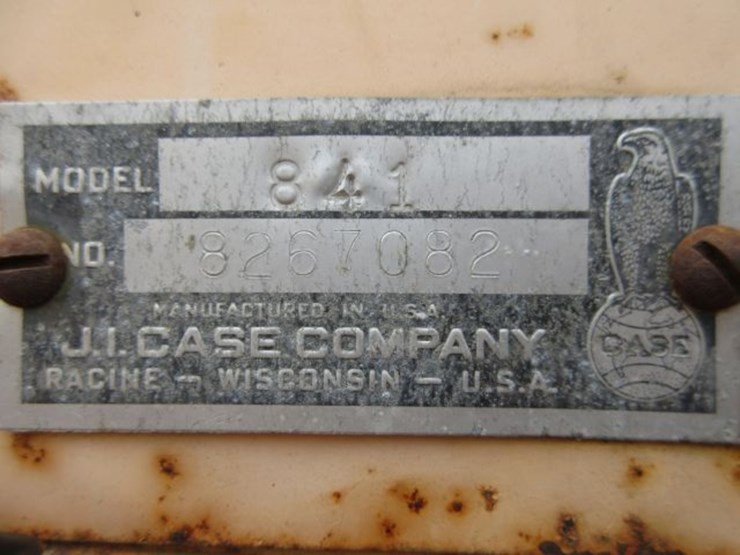 MODEL 841
NO. 8267082
MANUFACTURED IN U.S.A.
J.I. CASE COMPANY
RACINE – WISCONSIN – U.S.A.
CASE